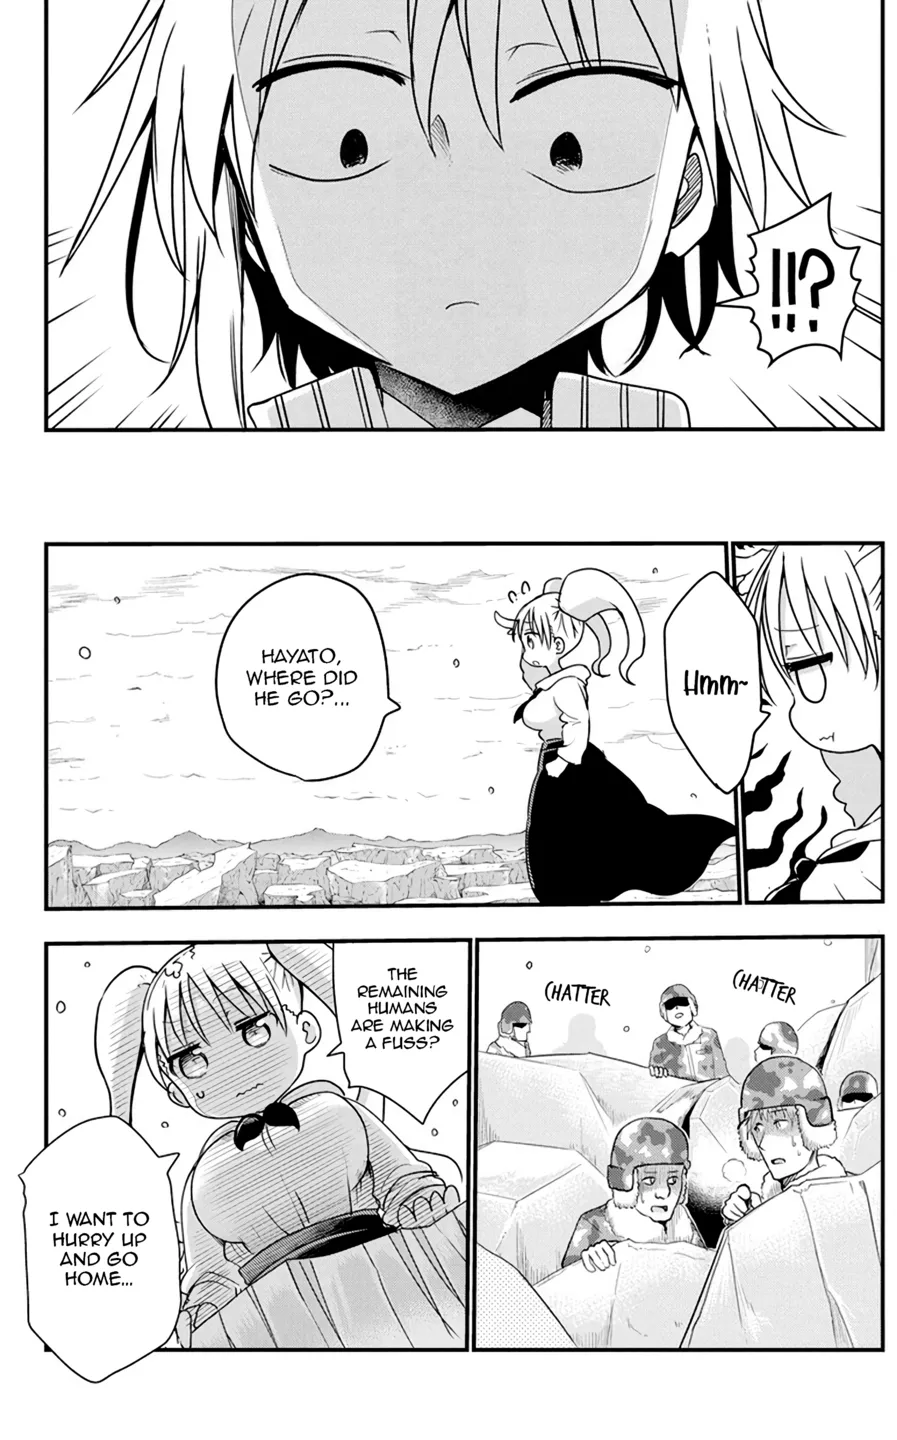 !!?
Hmm~
HAYATO,
WHERE DID
HE GO?...
CHATTER
CHATTER
THE
REMAINING
HUMANS
ARE MAKING
A FUSS?
I WANT TO
HURRY UP
AND GO
HOME...